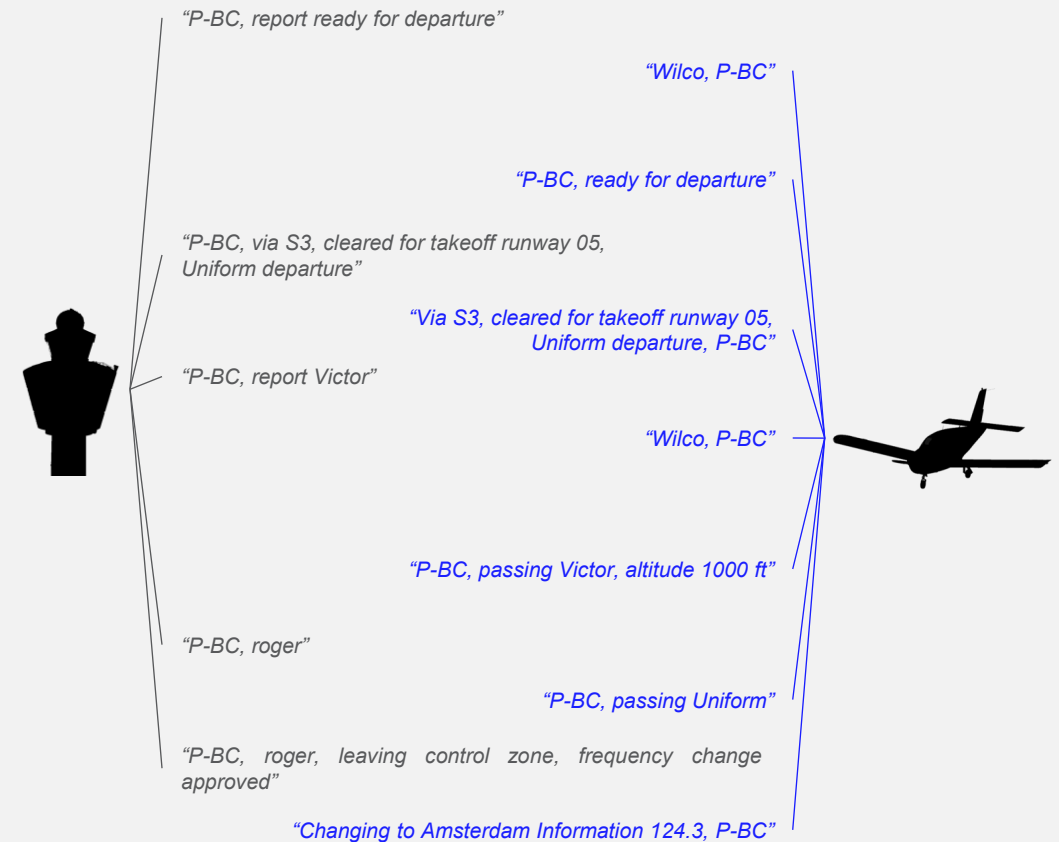 “P-BC, report ready for departure”
“Wilco, P-BC”
“P-BC, ready for departure”
“P-BC, via S3, cleared for takeoff runway 05,
Uniform departure”
“Via S3, cleared for takeoff runway 05,
Uniform departure, P-BC”
“P-BC, report Victor”
“Wilco, P-BC”
“P-BC, passing Victor, altitude 1000 ft”
“P-BC, roger”
“P-BC, passing Uniform”
“P-BC, roger, leaving control zone, frequency change
approved”
“Changing to Amsterdam Information 124.3, P-BC”